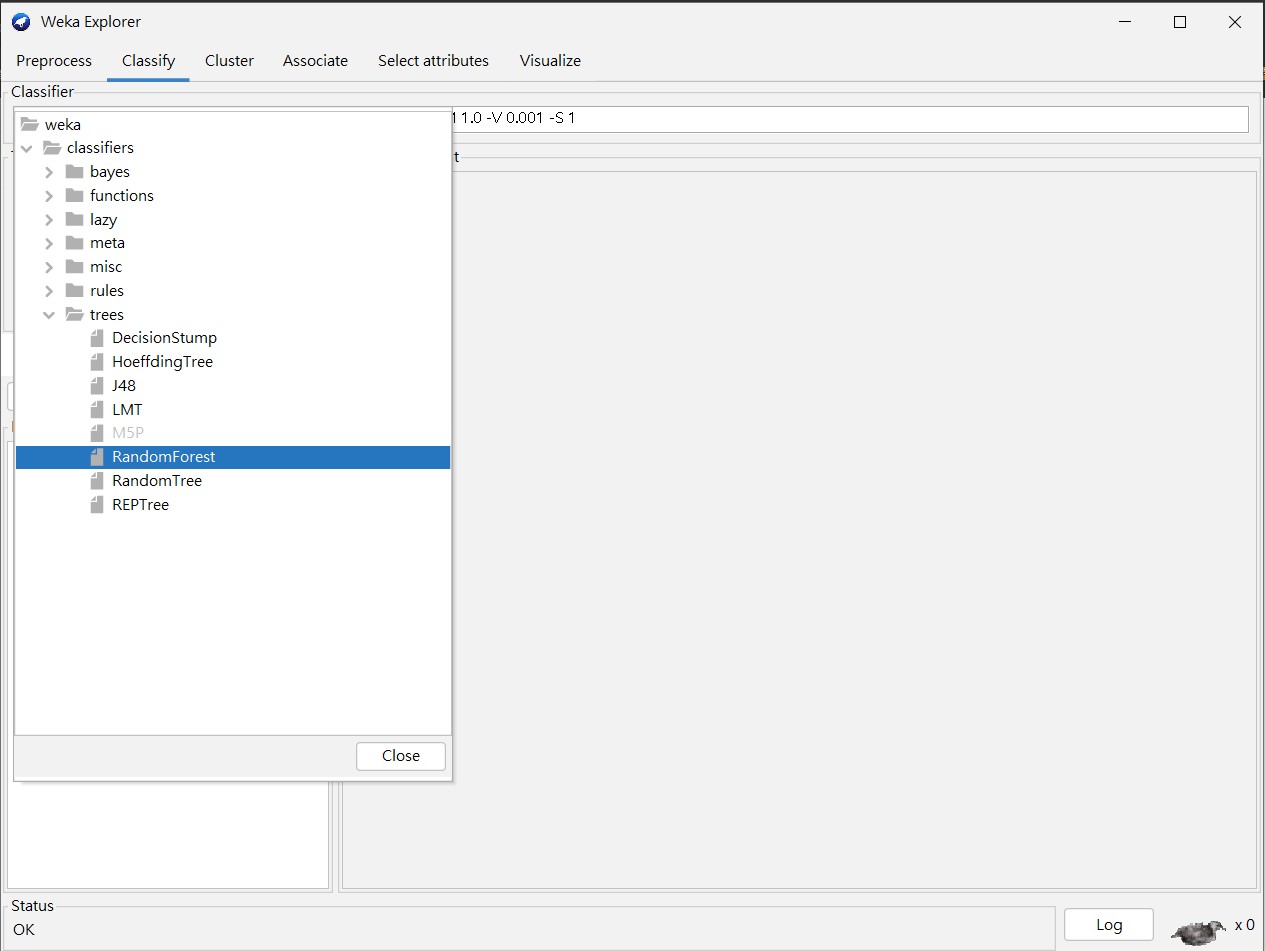 Weka Explorer
Preprocess Classify Cluster Associate Select attributes Visualize
Classifier
1.0 -V 0.001 -S 1
weka
classifiers
bayes
functions
lazy
meta
misc
rules
trees
DecisionStump
HoeffdingTree
J48
LMT
M5P
RandomForest
RandomTree
REPTree
Close
Status
OK
Log
x 0